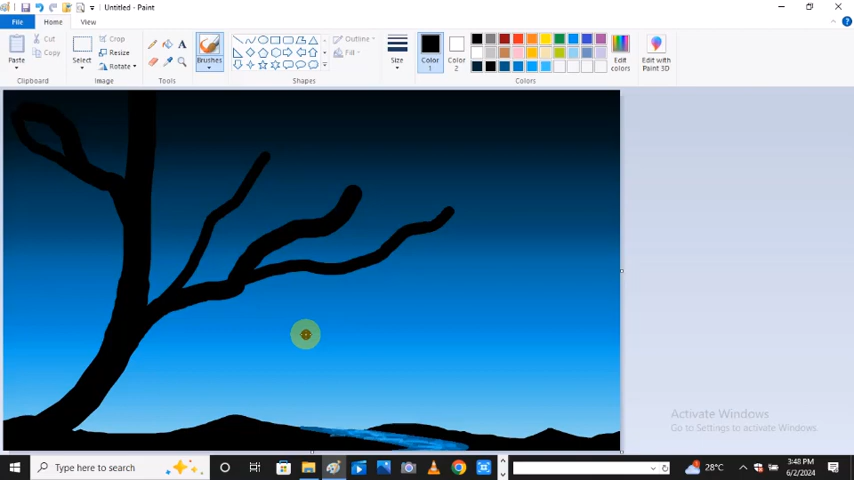 Untitled - Paint
File
Home
View
Paste
Cut
Copy
Clipboard
Select
Crop
Resize
Rotate
Image
A
Tools
Brushes
Outline
Fill
Shapes
Size
Color
1
Color
2
Colors
Edit
colors
Edit with
Paint 3D
Activate Windows
Go to Settings to activate Windows.
Type here to search
28°C
3:48 PM
6/2/2024